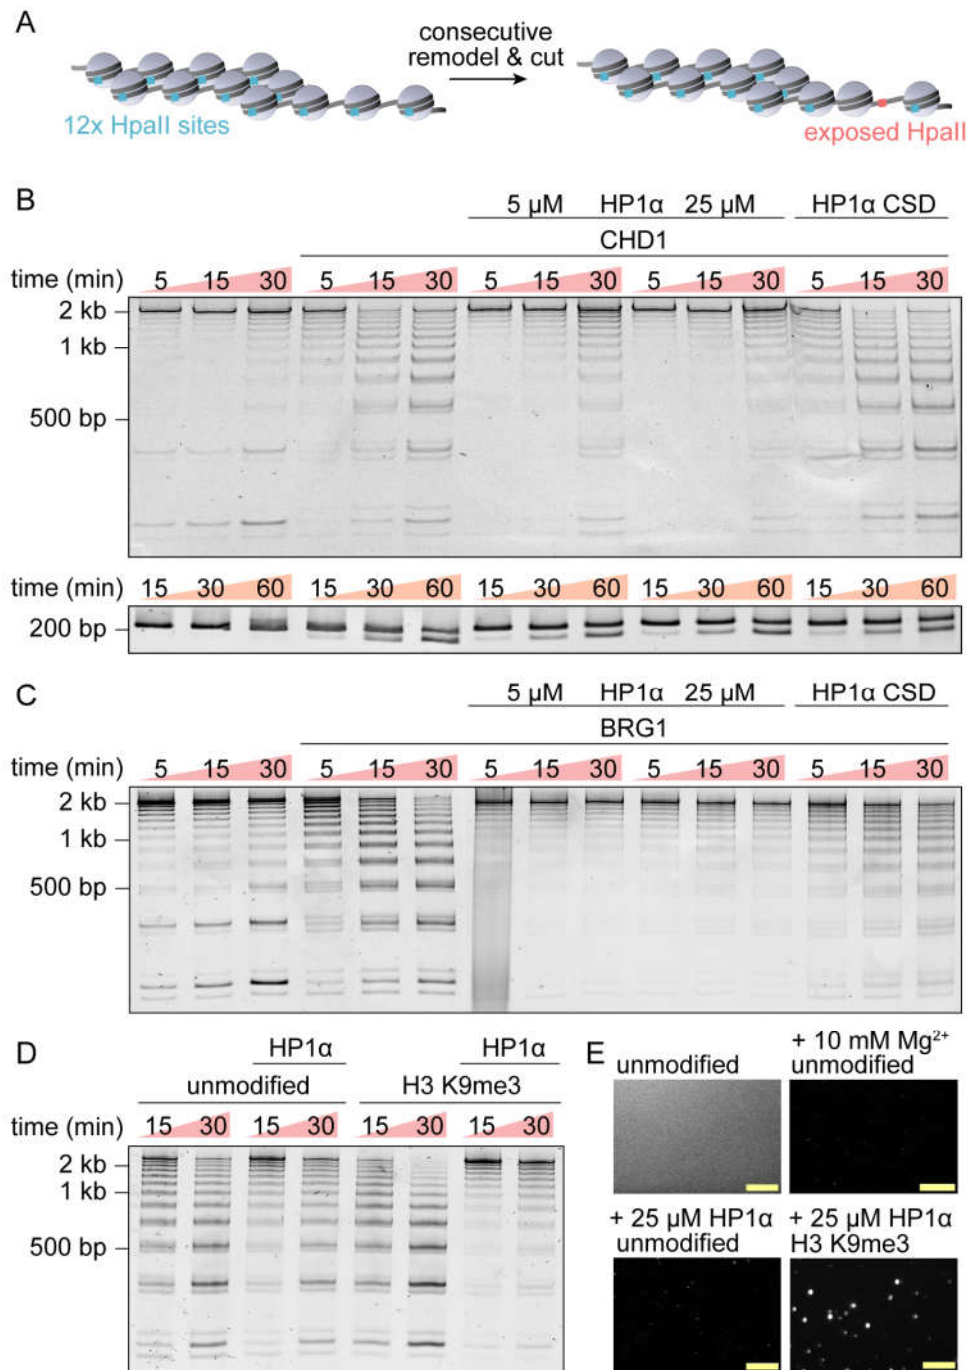 A
consecutive
remodel & cut
12x HpaII sites
exposed HpaII
B
5 µM HP1α 25 µM HP1α CSD
CHD1
time (min) 5 15 30 5 15 30 5 15 30 5 15 30 5 15 30
2 kb
1 kb
500 bp
time (min) 15 30 60 15 30 60 15 30 60 15 30 60 15 30 60
200 bp
C
5 µM HP1α 25 µM HP1α CSD
BRG1
time (min) 5 15 30 5 15 30 5 15 30 5 15 30 5 15 30
2 kb
1 kb
500 bp
D
HP1α HP1α
unmodified H3 K9me3
time (min) 15 30 15 30 15 30 15 30
2 kb
1 kb
500 bp
E
unmodified
+ 10 mM Mg²⁺
unmodified
+ 25 µM HP1α
unmodified
+ 25 µM HP1α
H3 K9me3